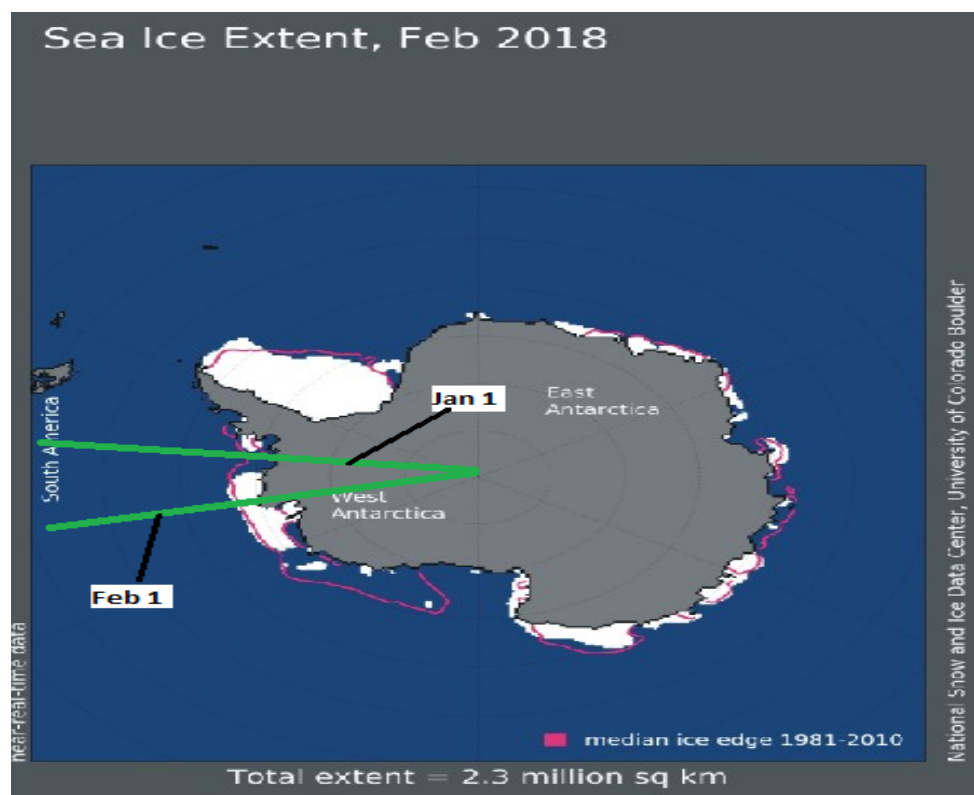 Sea Ice Extent, Feb 2018
Jan 1
East
Antarctica
South America
West
Antarctica
Feb 1
near-real-time data
National Snow and Ice Data Center, University of Colorado Boulder
median ice edge 1981-2010
Total extent = 2.3 million sq km